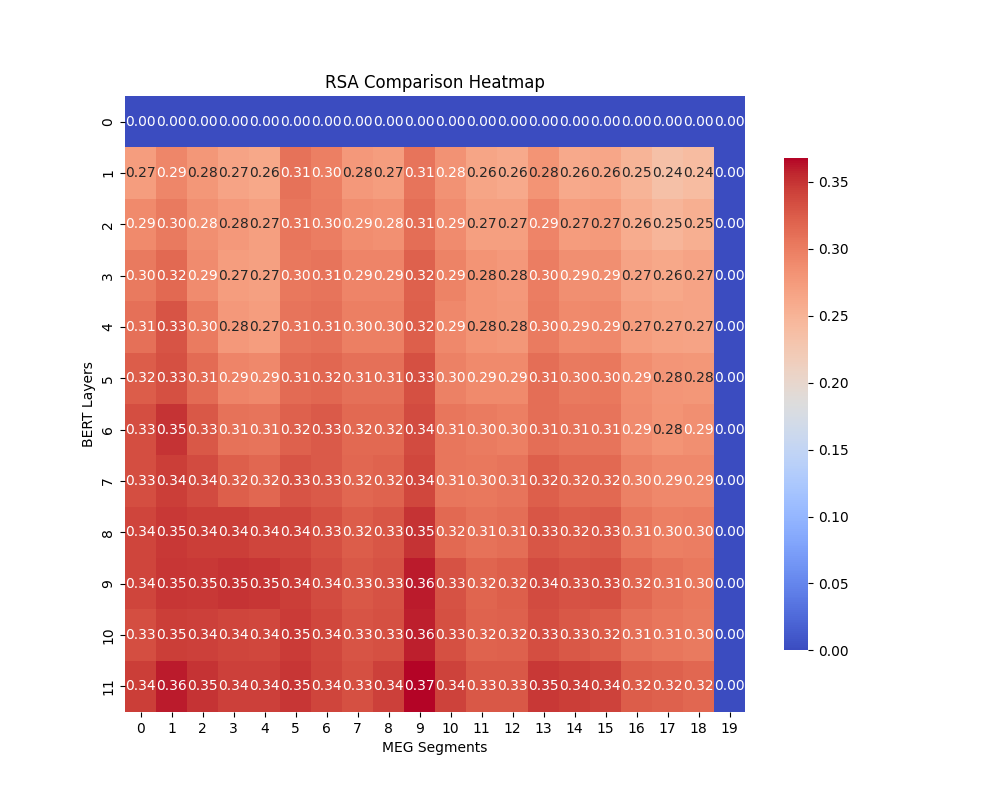 RSA Comparison Heatmap
0 0.00 0.00 0.00 0.00 0.00 0.00 0.00 0.00 0.00 0.00 0.00 0.00 0.00 0.00 0.00 0.00 0.00 0.00 0.00 0.00
1 0.27 0.29 0.28 0.27 0.26 0.31 0.30 0.28 0.27 0.31 0.28 0.26 0.26 0.28 0.26 0.26 0.25 0.24 0.24 0.00
2 0.29 0.30 0.28 0.28 0.27 0.31 0.30 0.29 0.28 0.31 0.29 0.27 0.27 0.29 0.27 0.27 0.26 0.25 0.25 0.00
3 0.30 0.32 0.29 0.27 0.27 0.30 0.31 0.29 0.29 0.32 0.29 0.28 0.28 0.30 0.29 0.29 0.27 0.26 0.27 0.00
4 0.31 0.33 0.30 0.28 0.27 0.31 0.31 0.30 0.30 0.32 0.29 0.28 0.28 0.30 0.29 0.29 0.27 0.27 0.27 0.00
5 0.32 0.33 0.31 0.29 0.29 0.31 0.32 0.31 0.31 0.33 0.30 0.29 0.29 0.31 0.30 0.30 0.29 0.28 0.28 0.00
6 0.33 0.35 0.33 0.31 0.31 0.32 0.33 0.32 0.32 0.34 0.31 0.30 0.30 0.31 0.31 0.31 0.29 0.28 0.29 0.00
7 0.33 0.34 0.34 0.32 0.32 0.33 0.33 0.32 0.32 0.34 0.31 0.30 0.31 0.32 0.32 0.32 0.30 0.29 0.29 0.00
8 0.34 0.35 0.34 0.34 0.34 0.34 0.33 0.32 0.33 0.35 0.32 0.31 0.31 0.33 0.32 0.33 0.31 0.30 0.30 0.00
9 0.34 0.35 0.35 0.35 0.35 0.34 0.34 0.33 0.33 0.36 0.33 0.32 0.32 0.34 0.33 0.33 0.32 0.31 0.30 0.00
10 0.33 0.35 0.34 0.34 0.34 0.35 0.34 0.33 0.33 0.36 0.33 0.32 0.32 0.33 0.33 0.32 0.31 0.31 0.30 0.00
11 0.34 0.36 0.35 0.34 0.34 0.35 0.34 0.33 0.34 0.37 0.34 0.33 0.33 0.35 0.34 0.34 0.32 0.32 0.32 0.00
0 1 2 3 4 5 6 7 8 9 10 11 12 13 14 15 16 17 18 19
MEG Segments
BERT Layers
0.35
0.30
0.25
0.20
0.15
0.10
0.05
0.00